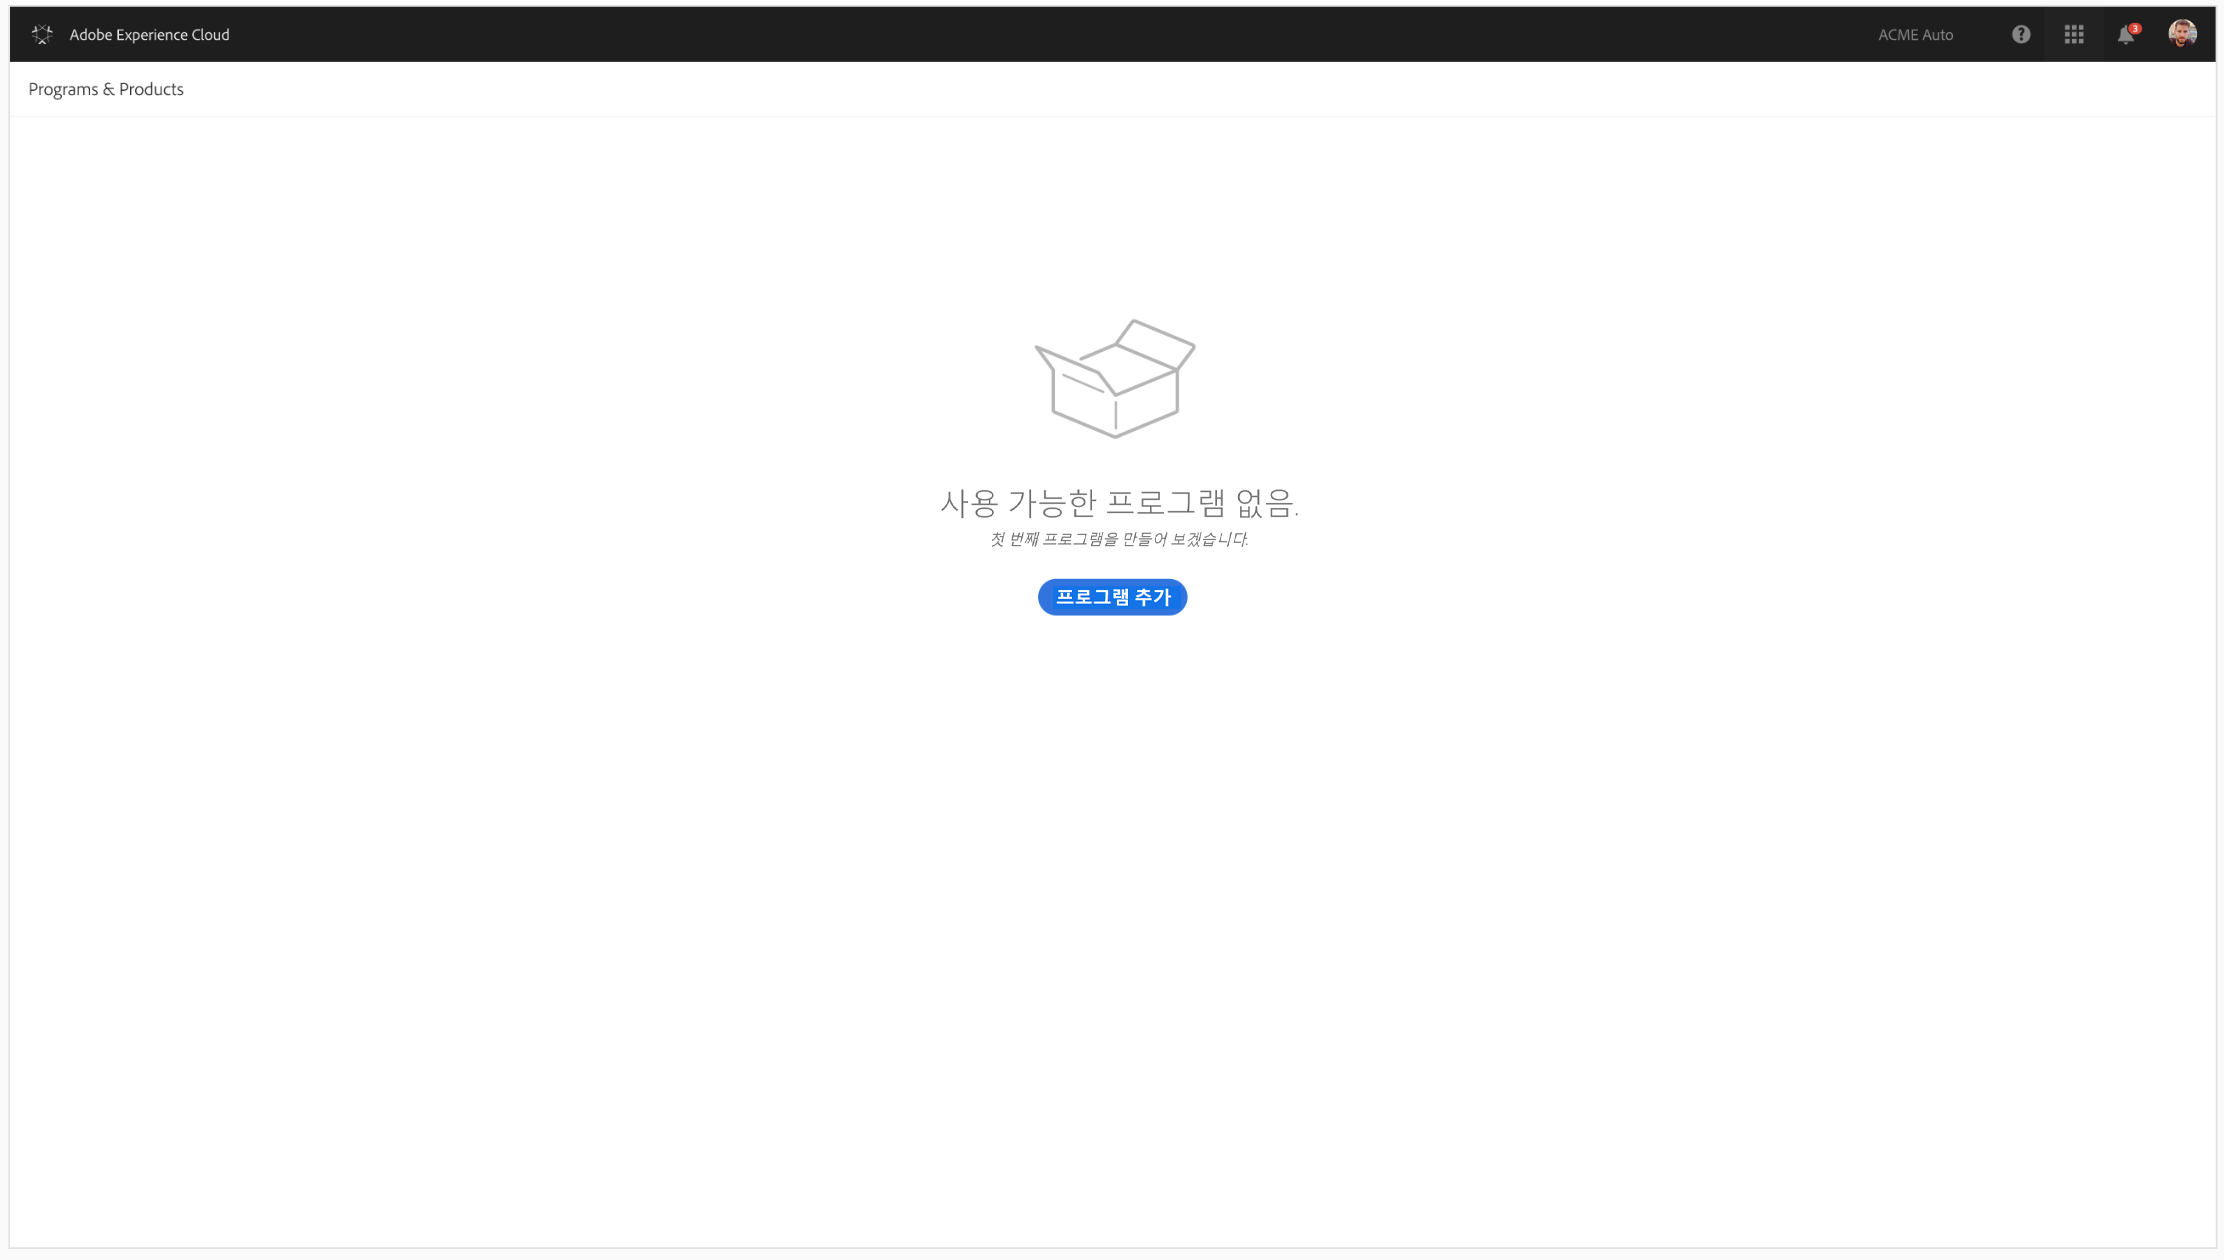 Adobe Experience Cloud
ACME Auto
3
Programs & Products
사용 가능한 프로그램 없음.
첫 번째 프로그램을 만들어 보겠습니다.
프로그램 추가